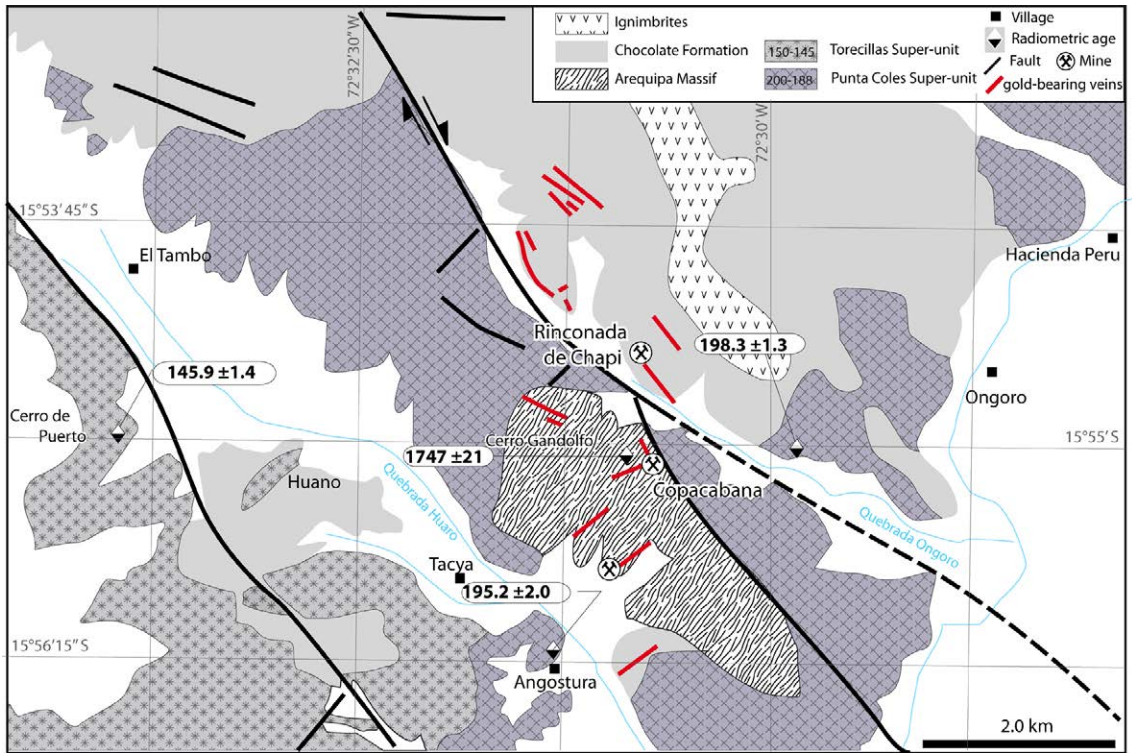 Ignimbrites
Chocolate Formation
Arequipa Massif
150-145 Torecillas Super-unit
200-188 Punta Coles Super-unit
Village
Radiometric age
Fault Mine
gold-bearing veins
72°32'30"W
72°30'W
15°53'45"S
El Tambo
Hacienda Peru
Rinconada
de Chapi
198.3 ±1.3
145.9 ±1.4
Ongoro
Cerro de
Puerto
15°55'S
Cerro Gandolfo
1747 ±21
Huano
Copacabana
Quebrada Huaro
Quebrada Ongoro
Tacya
195.2 ±2.0
15°56'15"S
Angostura
2.0 km